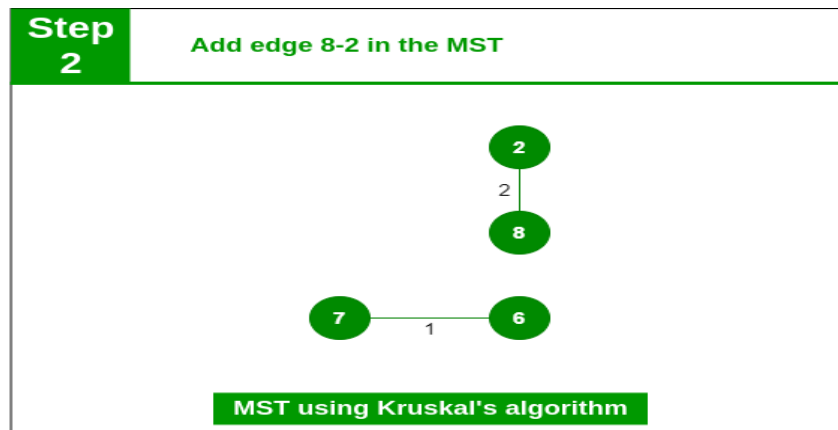 Step
2
Add edge 8-2 in the MST
2
2
8
7
1
6
MST using Kruskal's algorithm